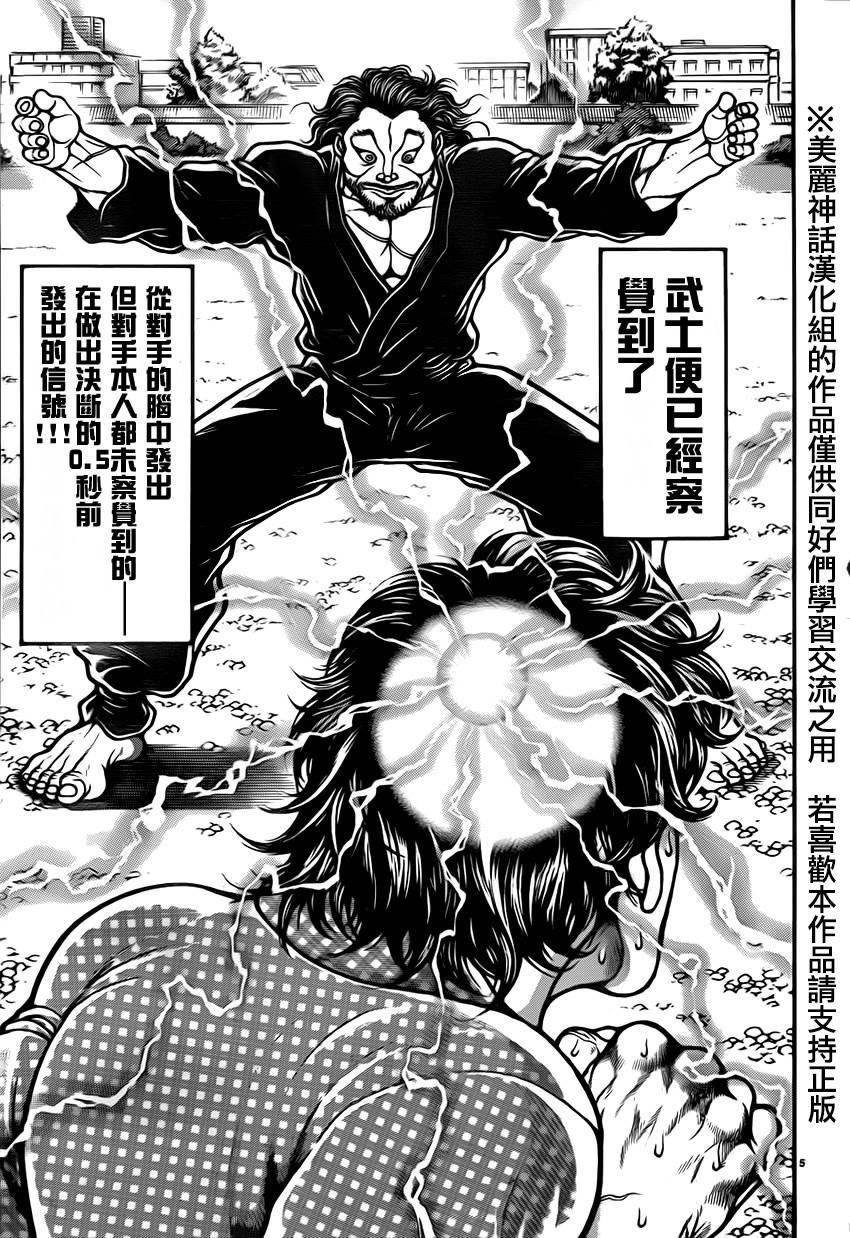 武士便已經察
覺到了
從對手的腦中發出
但對手本人都未察覺到的——
在做出決斷的0.5秒前
發出的信號!!!
※美麗神話漢化組的作品僅供同好們學習交流之用 若喜歡本作品請支持正版
5